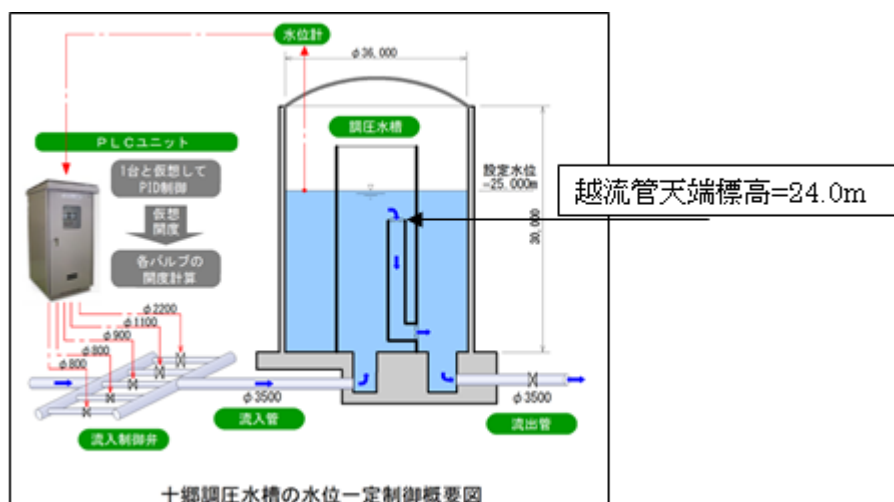 水位計
φ36,000
PLCユニット
1台と仮想して
PID制御
仮想
開度
各バルブの
開度計算
調圧水槽
設定水位
-25.000m
越流管天端標高=24.0m
30,000
φ2200
φ1100
φ900
φ800
φ800
φ3500
流入管
流入制御弁
φ3500
流出管
十郷調圧水槽の水位一定制御概要図